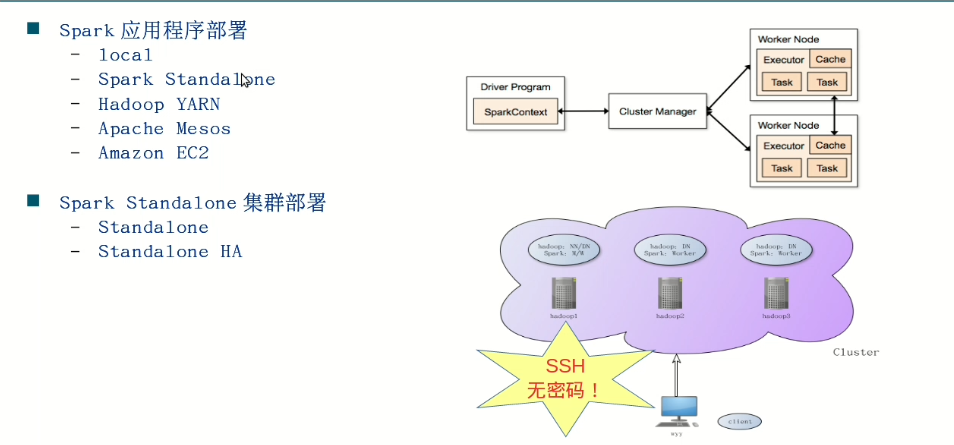 Spark 应用程序部署
- local
- Spark Standalone
- Hadoop YARN
- Apache Mesos
- Amazon EC2
Spark Standalone 集群部署
- Standalone
- Standalone HA
Driver Program
SparkContext
Cluster Manager
Worker Node
Executor
Cache
Task
Task
Worker Node
Executor
Cache
Task
Task
hadoop: NN/DN
Spark: M/W
hadoop: DN
Spark: Worker
hadoop: DN
Spark: Worker
hadoop1
hadoop2
hadoop3
Cluster
SSH
无密码！
client